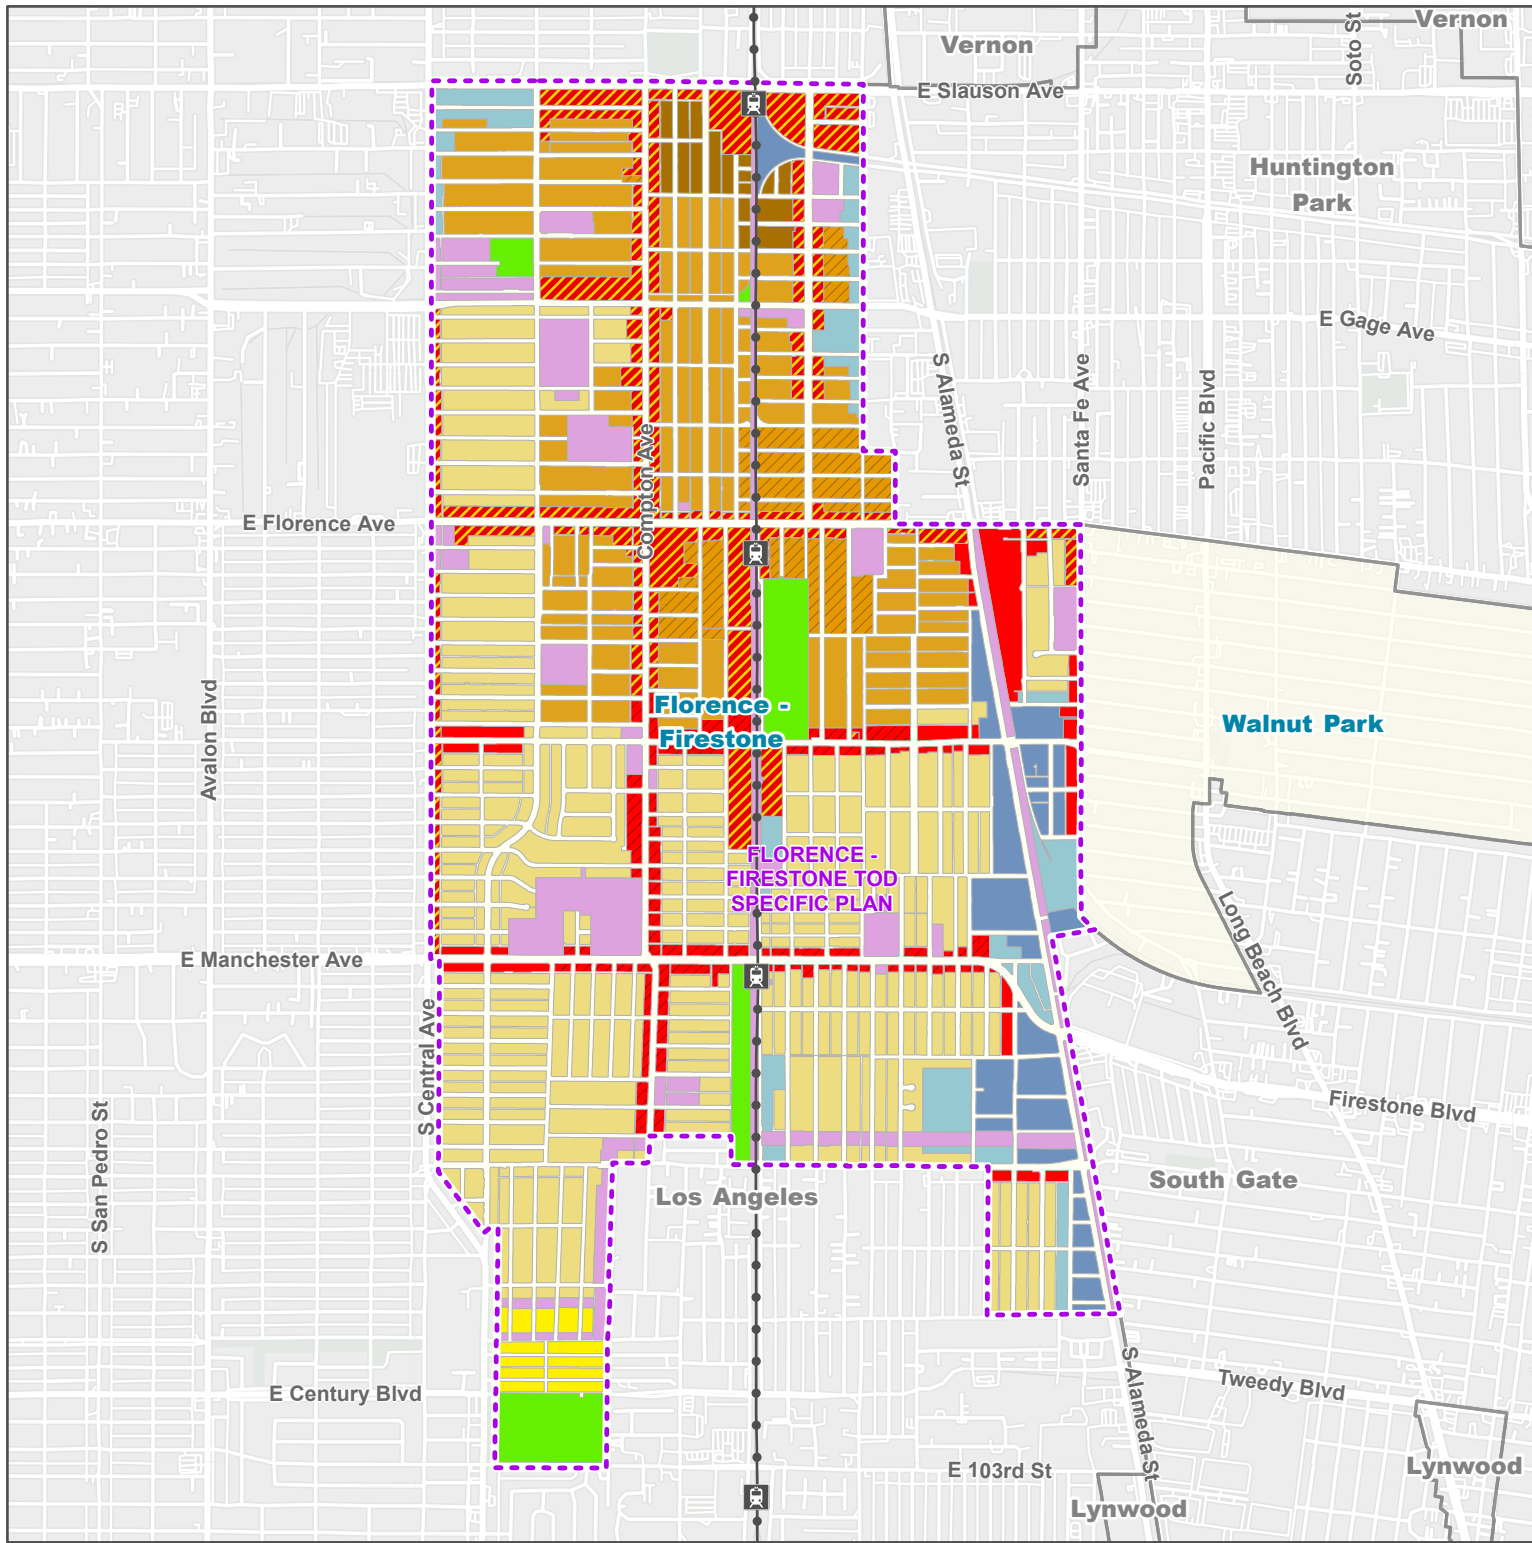 Vernon
Vernon
Soto St
E Slauson Ave
Huntington
Park
E Gage Ave
S Alameda St
Santa Fe Ave
Pacific Blvd
Compton Ave
E Florence Ave
Avalon Blvd
Florence -
Firestone
Walnut Park
FLORENCE -
FIRESTONE TOD
SPECIFIC PLAN
E Manchester Ave
Long Beach Blvd
S Central Ave
Firestone Blvd
S San Pedro St
Los Angeles
South Gate
E Century Blvd
S Alameda St
Tweedy Blvd
E 103rd St
Lynwood
Lynwood